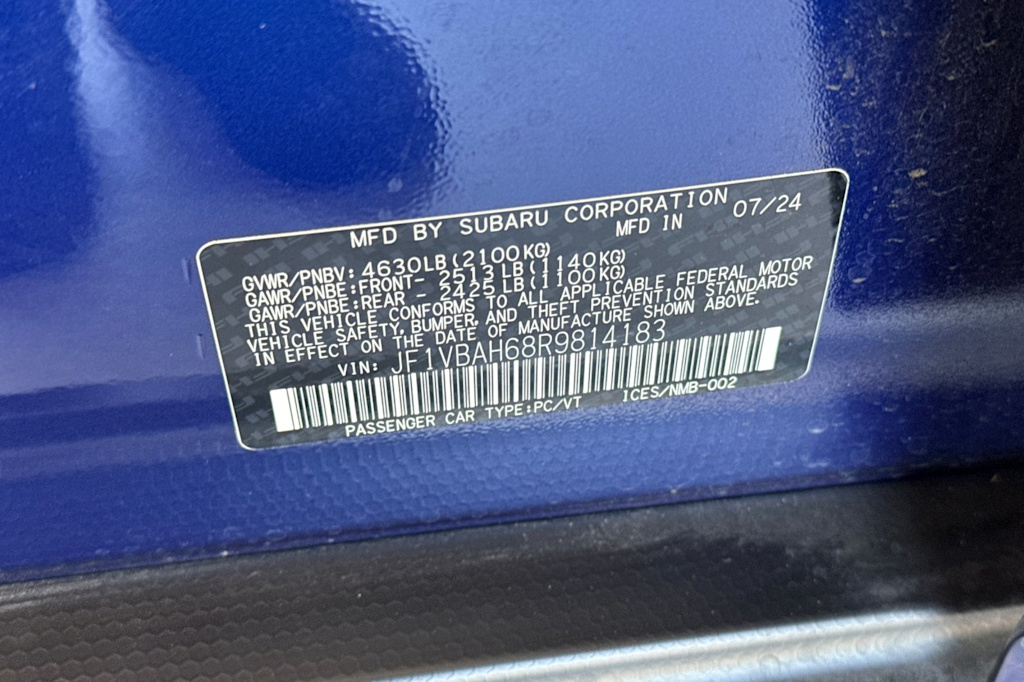 MFD BY SUBARU CORPORATION
MFD IN 07/24
GVWR/PNBV: 4630LB(2100KG)
GAWR/PNBE:FRONT- 2513LB(1140KG)
GAWR/PNBE:REAR - 2425LB(1100KG)
THIS VEHICLE CONFORMS TO ALL APPLICABLE FEDERAL MOTOR
VEHICLE SAFETY, BUMPER, AND THEFT PREVENTION STANDARDS
IN EFFECT ON THE DATE OF MANUFACTURE SHOWN ABOVE.
VIN: JF1VBAH68R9814183
PASSENGER CAR TYPE:PC/VT ICES/NMB-002